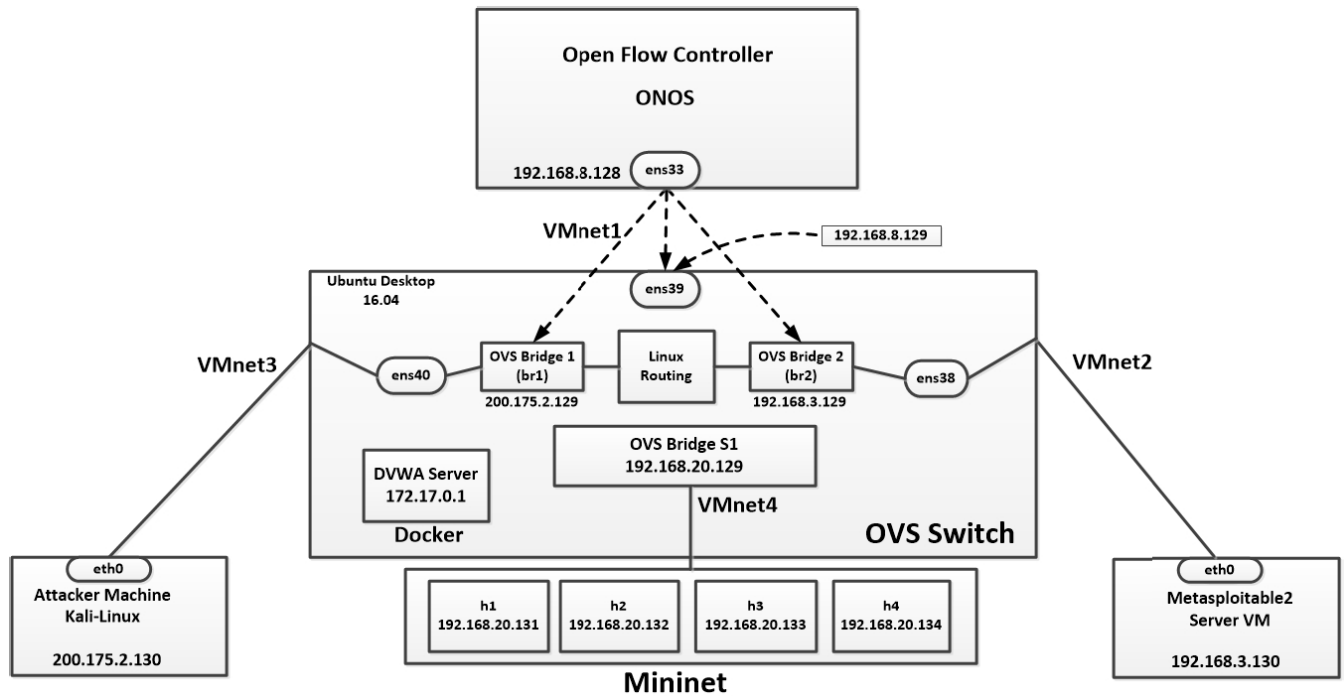 Open Flow Controller
ONOS
192.168.8.128
ens33
VMnet1
192.168.8.129
Ubuntu Desktop
16.04
ens39
VMnet3
VMnet2
ens40
OVS Bridge 1
(br1)
200.175.2.129
Linux
Routing
OVS Bridge 2
(br2)
192.168.3.129
ens38
OVS Bridge S1
192.168.20.129
DVWA Server
172.17.0.1
Docker
VMnet4
OVS Switch
eth0
Attacker Machine
Kali-Linux
200.175.2.130
h1
192.168.20.131
h2
192.168.20.132
h3
192.168.20.133
h4
192.168.20.134
Mininet
eth0
Metasploitable2
Server VM
192.168.3.130